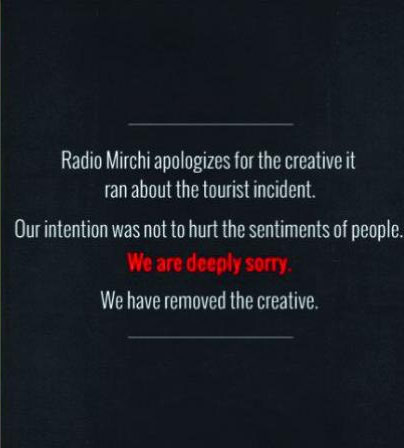 Radio Mirchi apologizes for the creative it
ran about the tourist incident.
Our intention was not to hurt the sentiments of people.
We are deeply sorry.
We have removed the creative.